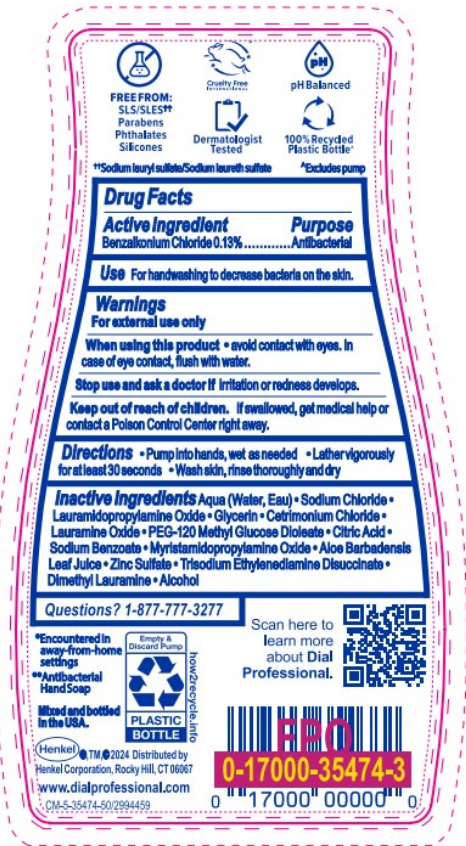 pH
Cruelty Free
INTERNATIONAL
pH Balanced
FREE FROM:
SLS/SLES††
Parabens
Phthalates
Silicones
Dermatologist
Tested
100% Recycled
Plastic Bottle^
††Sodium lauryl sulfate/Sodium laureth sulfate
^Excludes pump
Drug Facts
Active Ingredient Purpose
Benzalkonium Chloride 0.13%.............Antibacterial
Use For handwashing to decrease bacteria on the skin.
Warnings
For external use only
When using this product • avoid contact with eyes. In
case of eye contact, flush with water.
Stop use and ask a doctor if irritation or redness develops.
Keep out of reach of children. If swallowed, get medical help or
contact a Poison Control Center right away.
Directions • Pump into hands, wet as needed • Lather vigorously
for at least 30 seconds • Wash skin, rinse thoroughly and dry
Inactive Ingredients Aqua (Water, Eau) • Sodium Chloride •
Lauramidopropylamine Oxide • Glycerin • Cetrimonium Chloride •
Lauramine Oxide • PEG-120 Methyl Glucose Dioleate • Citric Acid •
Sodium Benzoate • Myristamidopropylamine Oxide • Aloe Barbadensis
Leaf Juice • Zinc Sulfate • Trisodium Ethylenediamine Disuccinate •
Dimethyl Lauramine • Alcohol
Questions? 1-877-777-3277
*Encountered in
away-from-home
settings
**Antibacterial
Hand Soap
Mixed and bottled
in the USA.
Empty &
Discard Pump
PLASTIC
BOTTLE
how2recycle.info
Scan here to
learn more
about Dial
Professional.
Henkel
®,TM,©2024 Distributed by
Henkel Corporation, Rocky Hill, CT 06067
www.dialprofessional.com
CM-5-35474-50/2994459
FPO
0-17000-35474-3
0 17000 00000 0